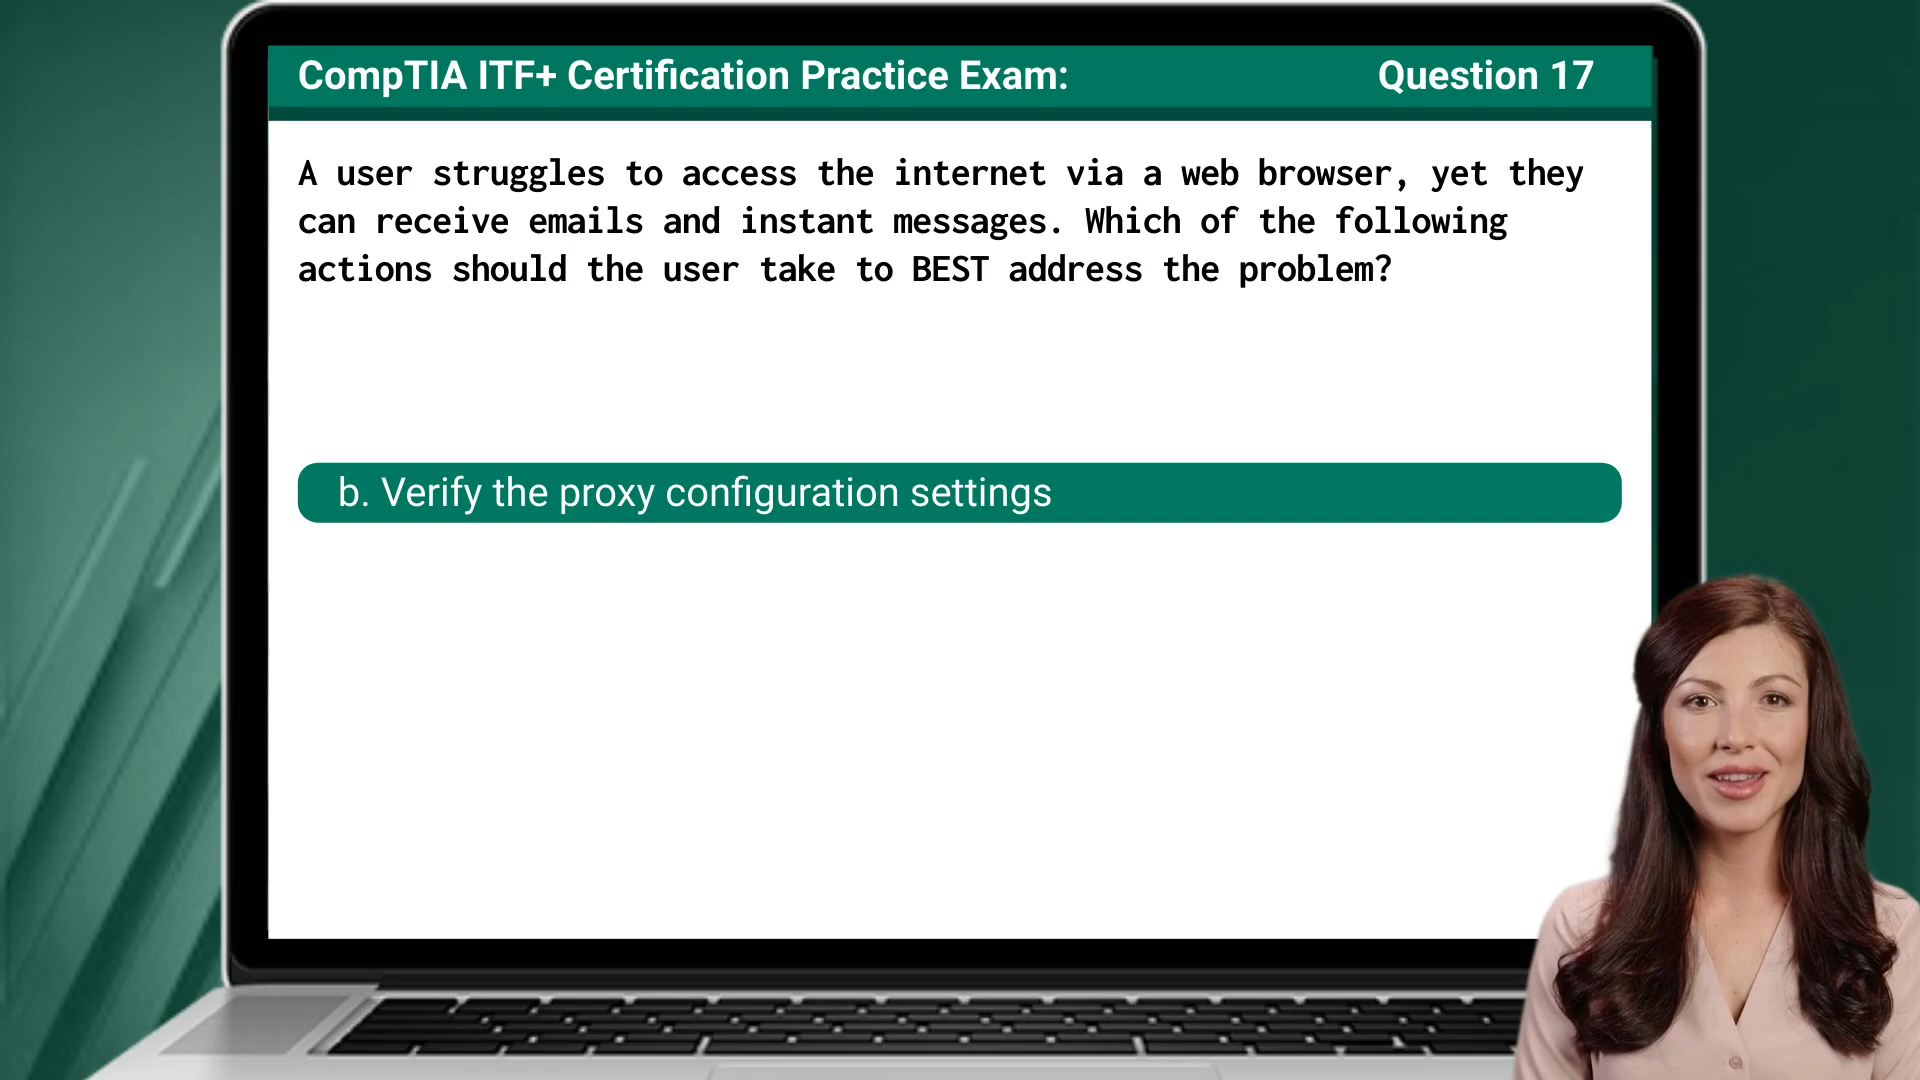 CompTIA ITF+ Certification Practice Exam:
Question 17
A user struggles to access the internet via a web browser, yet they
can receive emails and instant messages. Which of the following
actions should the user take to BEST address the problem?
b. Verify the proxy configuration settings